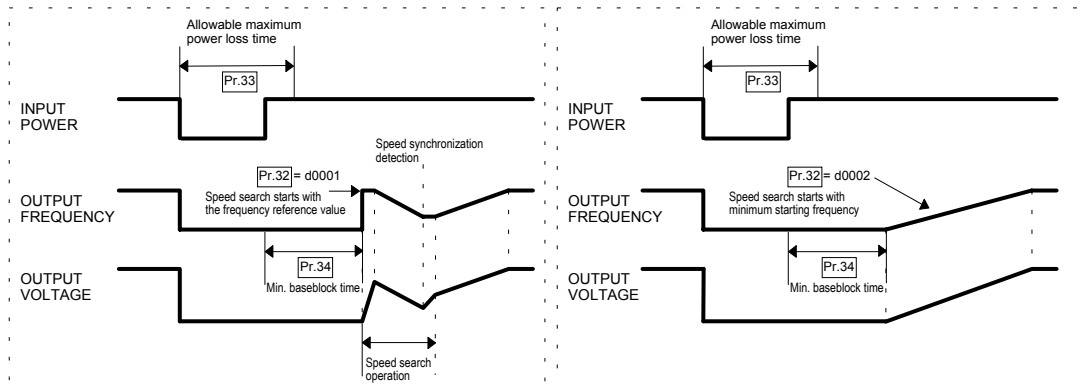 Allowable maximum
power loss time
Pr.33
INPUT
POWER
Speed synchronization
detection
Pr.32 = d0001
Speed search starts with
the frequency reference value
OUTPUT
FREQUENCY
Pr.34
Min. baseblock time
OUTPUT
VOLTAGE
Speed search
operation
Allowable maximum
power loss time
Pr.33
INPUT
POWER
Pr.32 = d0002
Speed search starts with
minimum starting frequency
OUTPUT
FREQUENCY
Pr.34
Min. baseblock time
OUTPUT
VOLTAGE